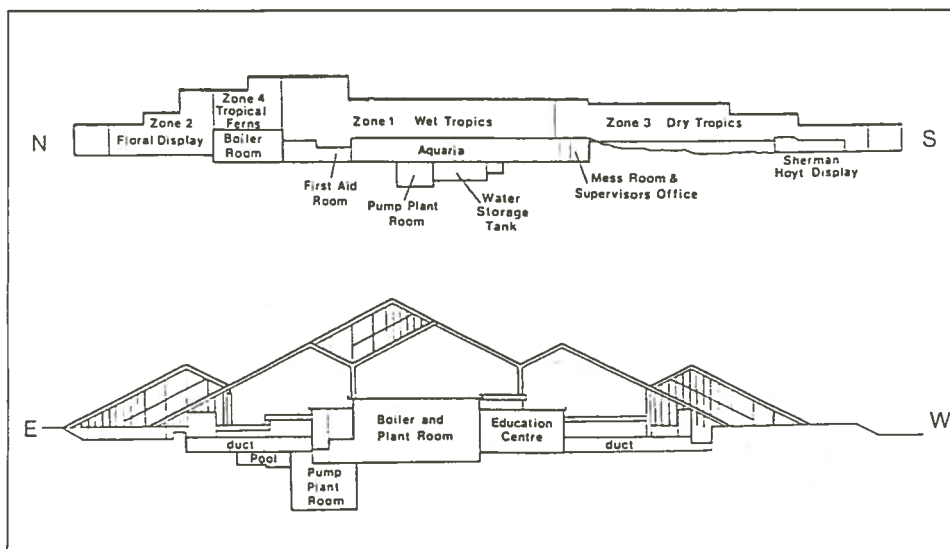 Zone 4
Zone 2
Tropical
Ferns
Zone 1 Wet Tropics
Zone 3 Dry Tropics
N
Floral Display
Boiler
Room
Aquaria
S
First Aid
Room
Pump Plant
Room
Water
Storage
Tank
Mess Room &
Supervisors Office
Sherman
Hoyt Display
E
Boiler and
Plant Room
Education
Centre
W
duct
duct
Pool
Pump
Plant
Room